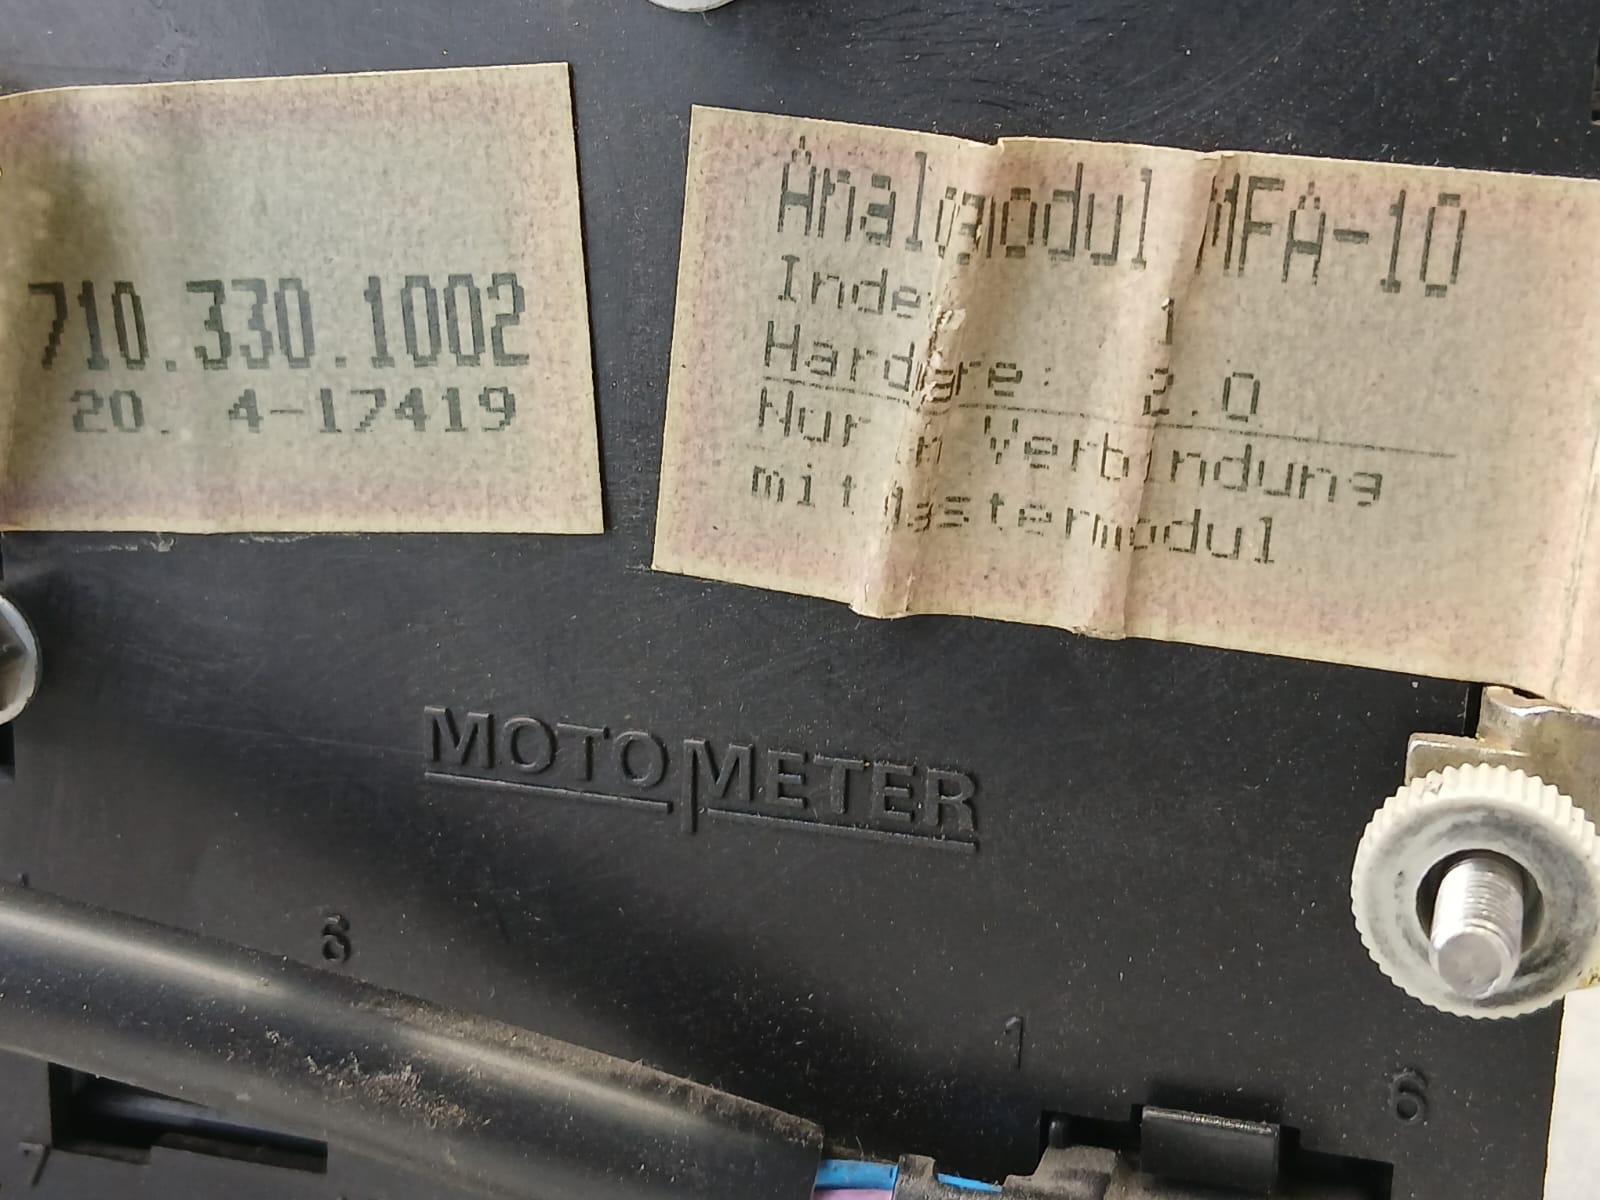 710.330.1002
20. 4-17419
Analogmodul MFA-10
Index 1
Hardware: 2.0
Nur in Verbindung
mit Mastermodul
MOTOMETER
8
1
6